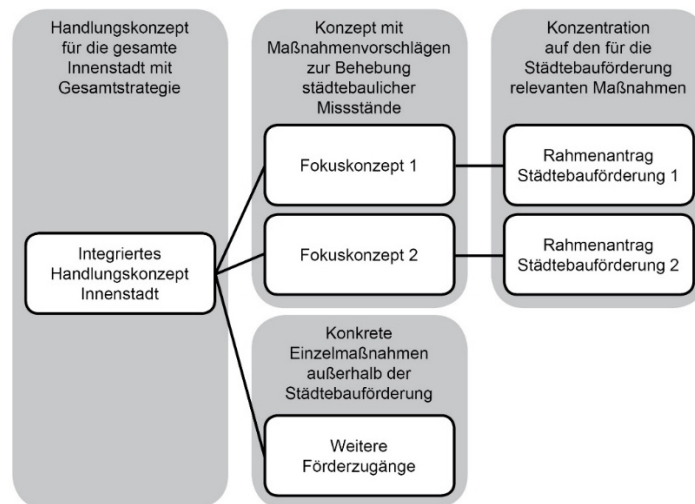 Handlungskonzept
für die gesamte
Innenstadt mit
Gesamtstrategie
Integriertes
Handlungskonzept
Innenstadt
Konzept mit
Maßnahmenvorschlägen
zur Behebung
städtebaulicher
Missstände
Fokuskonzept 1
Fokuskonzept 2
Konkrete
Einzelmaßnahmen
außerhalb der
Städtebauförderung
Weitere
Förderzugänge
Konzentration
auf den für die
Städtebauförderung
relevanten Maßnahmen
Rahmenantrag
Städtebauförderung 1
Rahmenantrag
Städtebauförderung 2